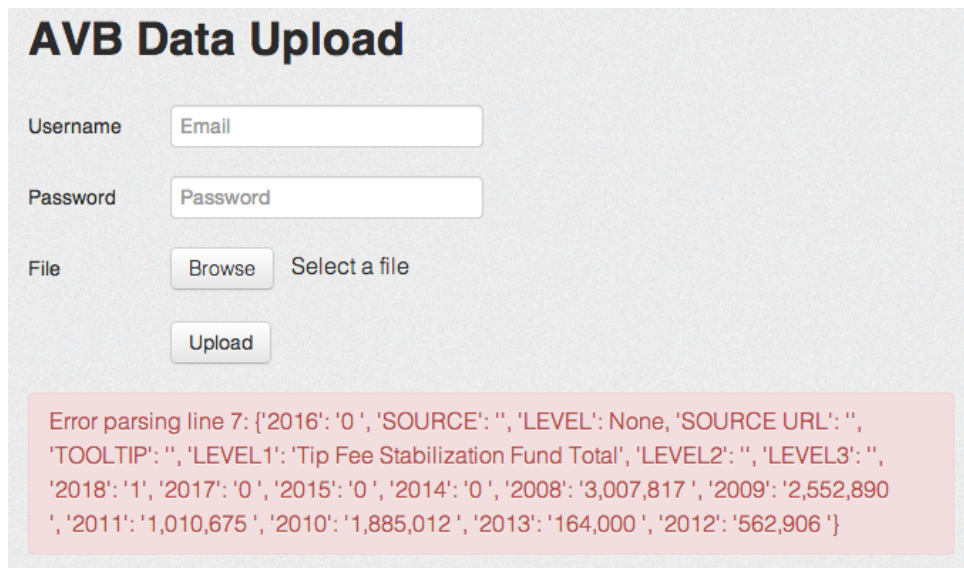 AVB Data Upload
Username Email
Password Password
File Browse Select a file
Upload
Error parsing line 7: {'2016': '0 ', 'SOURCE': '', 'LEVEL': None, 'SOURCE URL': '',
'TOOLTIP': '', 'LEVEL1': 'Tip Fee Stabilization Fund Total', 'LEVEL2': '', 'LEVEL3': '',
'2018': '1', '2017': '0 ', '2015': '0 ', '2014': '0 ', '2008': '3,007,817 ', '2009': '2,552,890
', '2011': '1,010,675 ', '2010': '1,885,012 ', '2013': '164,000 ', '2012': '562,906 '}